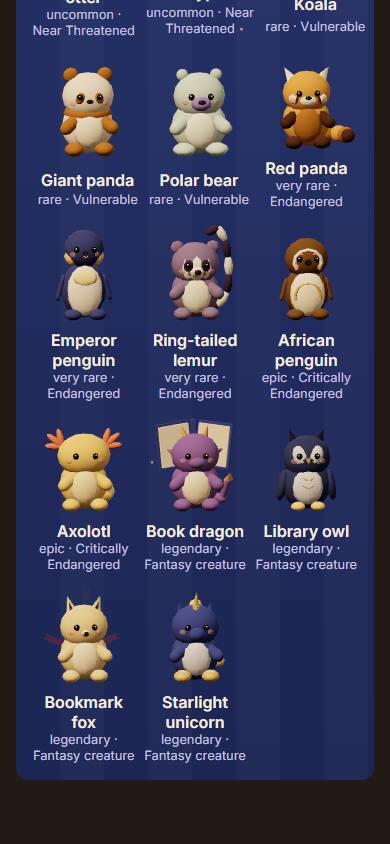 uncommon ·
Near Threatened
uncommon · Near
Threatened ·
Koala
rare · Vulnerable
Giant panda
rare · Vulnerable
Polar bear
rare · Vulnerable
Red panda
very rare ·
Endangered
Emperor
penguin
very rare ·
Endangered
Ring-tailed
lemur
very rare ·
Endangered
African
penguin
epic · Critically
Endangered
Axolotl
epic · Critically
Endangered
Book dragon
legendary ·
Fantasy creature
Library owl
legendary ·
Fantasy creature
Bookmark
fox
legendary ·
Fantasy creature
Starlight
unicorn
legendary ·
Fantasy creature